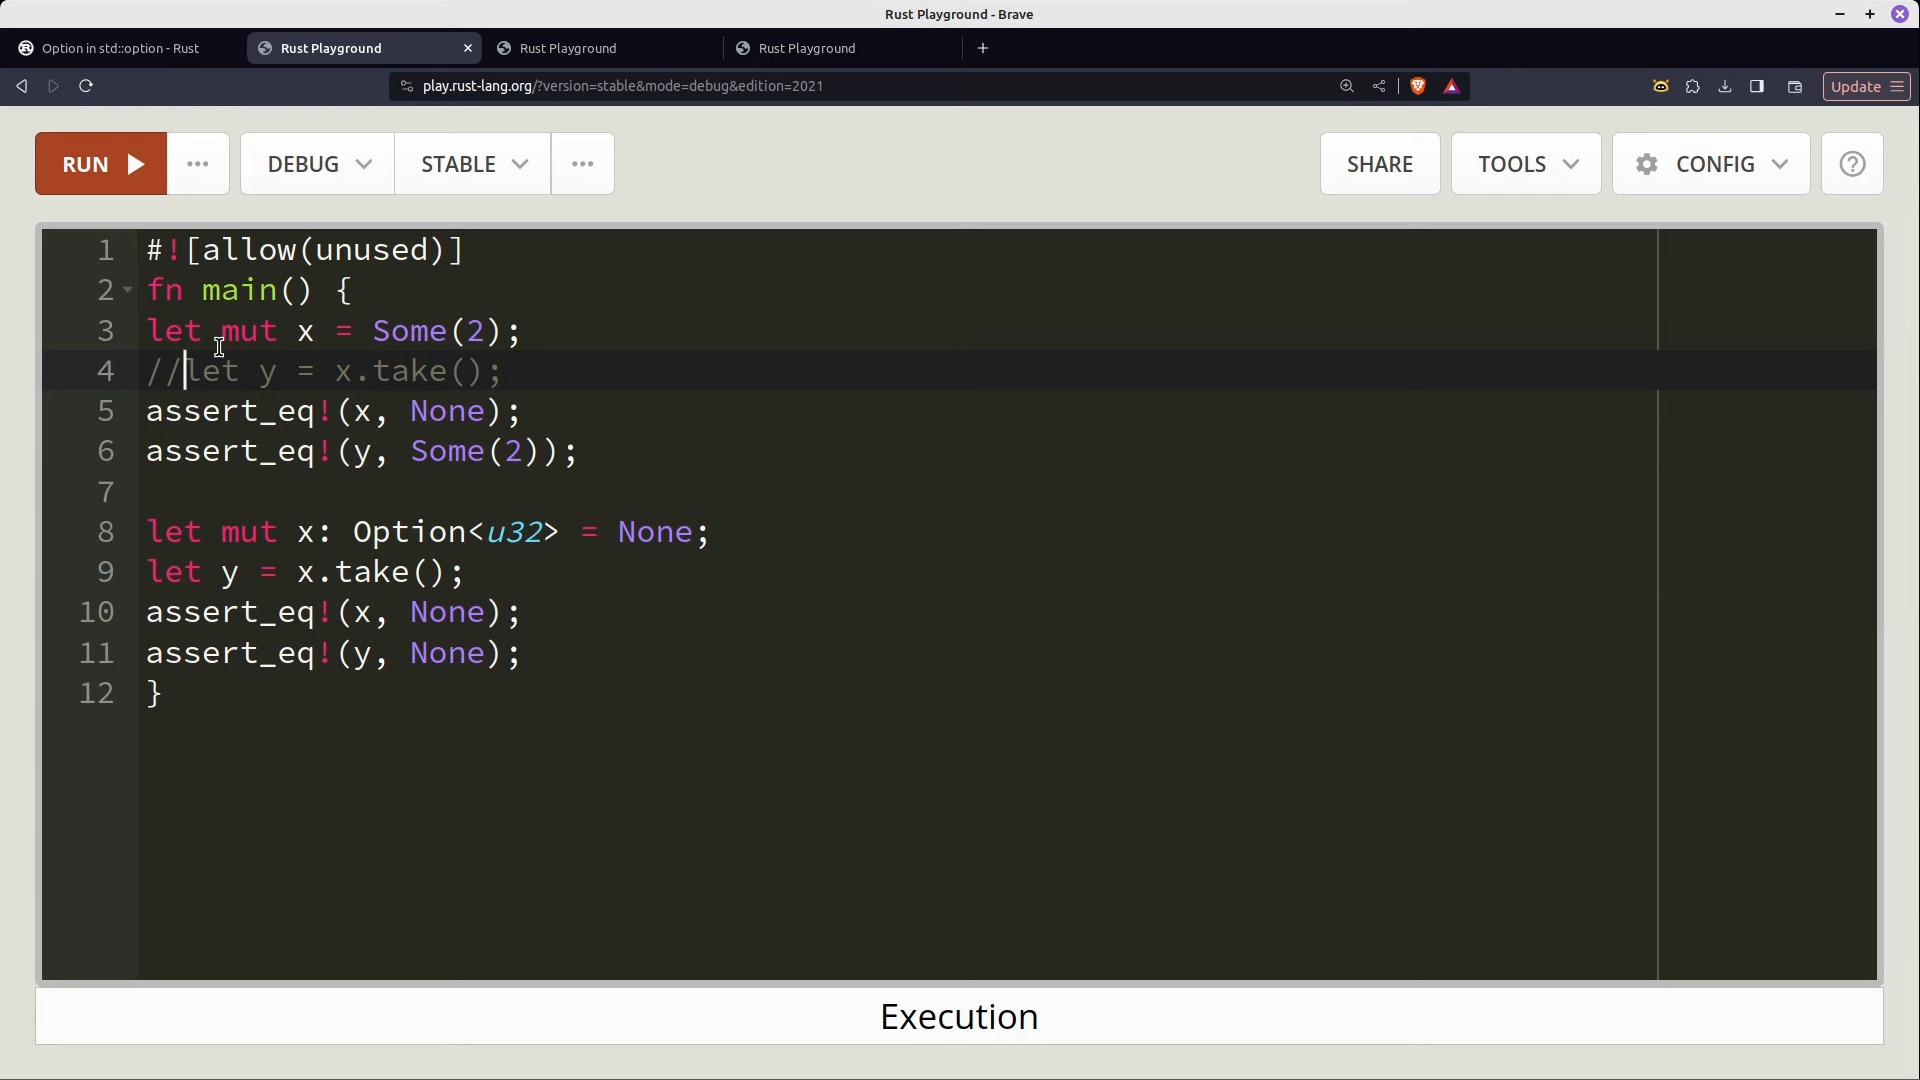 Rust Playground - Brave
Option in std::option - Rust
Rust Playground
Rust Playground
Rust Playground
play.rust-lang.org/?version=stable&mode=debug&edition=2021
Update
RUN
DEBUG
STABLE
SHARE
TOOLS
CONFIG
1 #![allow(unused)]
2 fn main() {
3 let mut x = Some(2);
4 //let y = x.take();
5 assert_eq!(x, None);
6 assert_eq!(y, Some(2));
7
8 let mut x: Option<u32> = None;
9 let y = x.take();
10 assert_eq!(x, None);
11 assert_eq!(y, None);
12 }
Execution